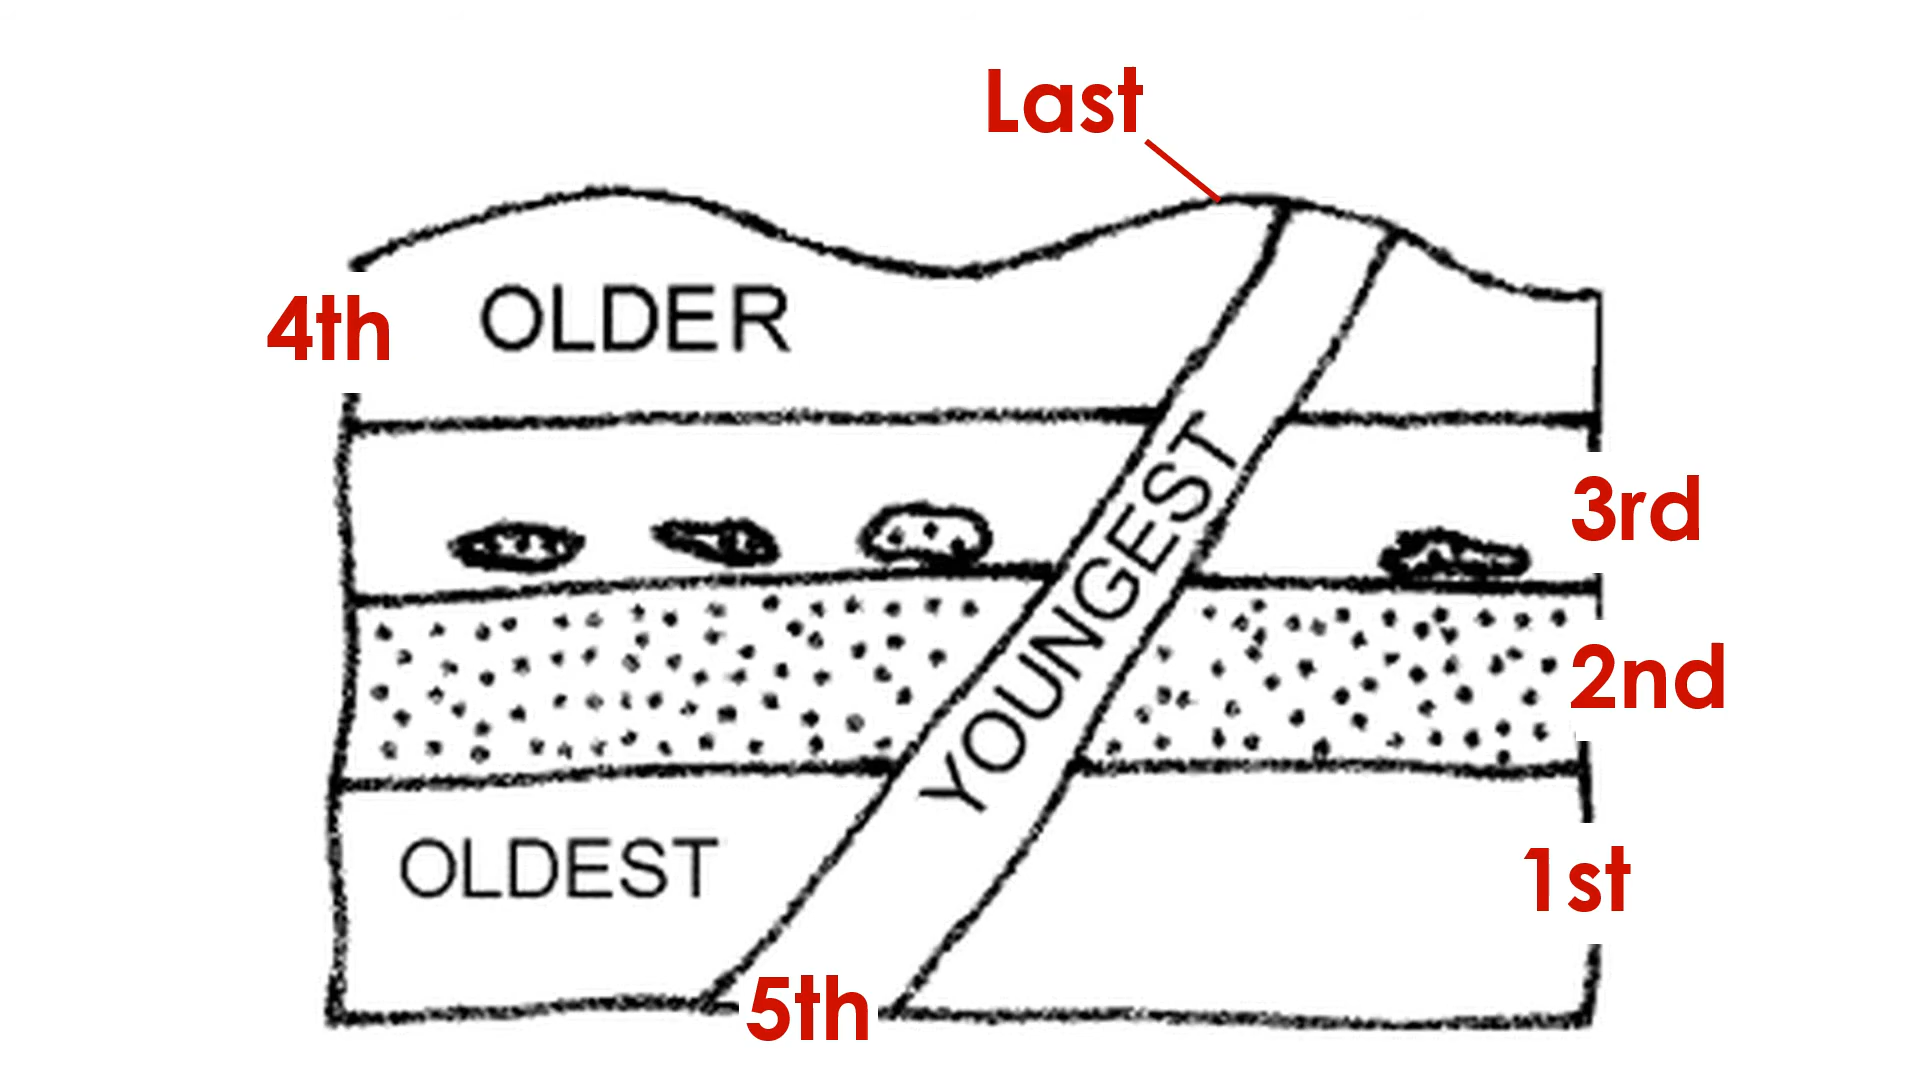 Last
4th
OLDER
3rd
YOUNGEST
2nd
OLDEST
1st
5th